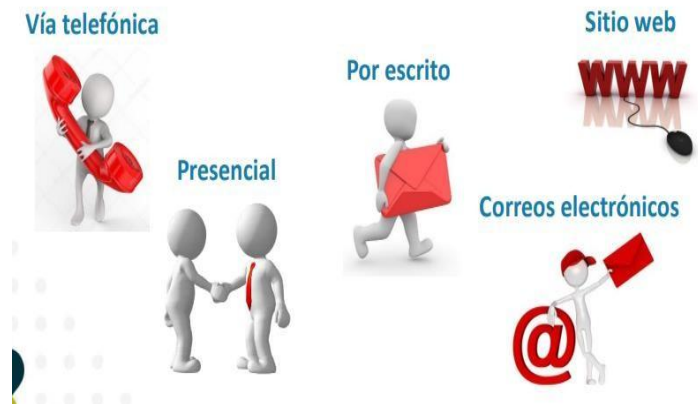 Vía telefónica
Sitio web
Por escrito
WWW
Presencial
Correos electrónicos
@